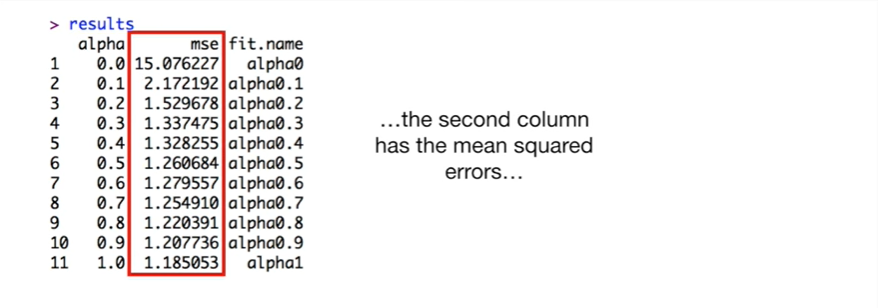 > results
alpha mse fit.name
1 0.0 15.076227 alpha0
2 0.1 2.172192 alpha0.1
3 0.2 1.529678 alpha0.2
4 0.3 1.337475 alpha0.3
5 0.4 1.328255 alpha0.4
6 0.5 1.260684 alpha0.5
7 0.6 1.279557 alpha0.6
8 0.7 1.254910 alpha0.7
9 0.8 1.220391 alpha0.8
10 0.9 1.207736 alpha0.9
11 1.0 1.185053 alpha1
…the second column
has the mean squared
errors…